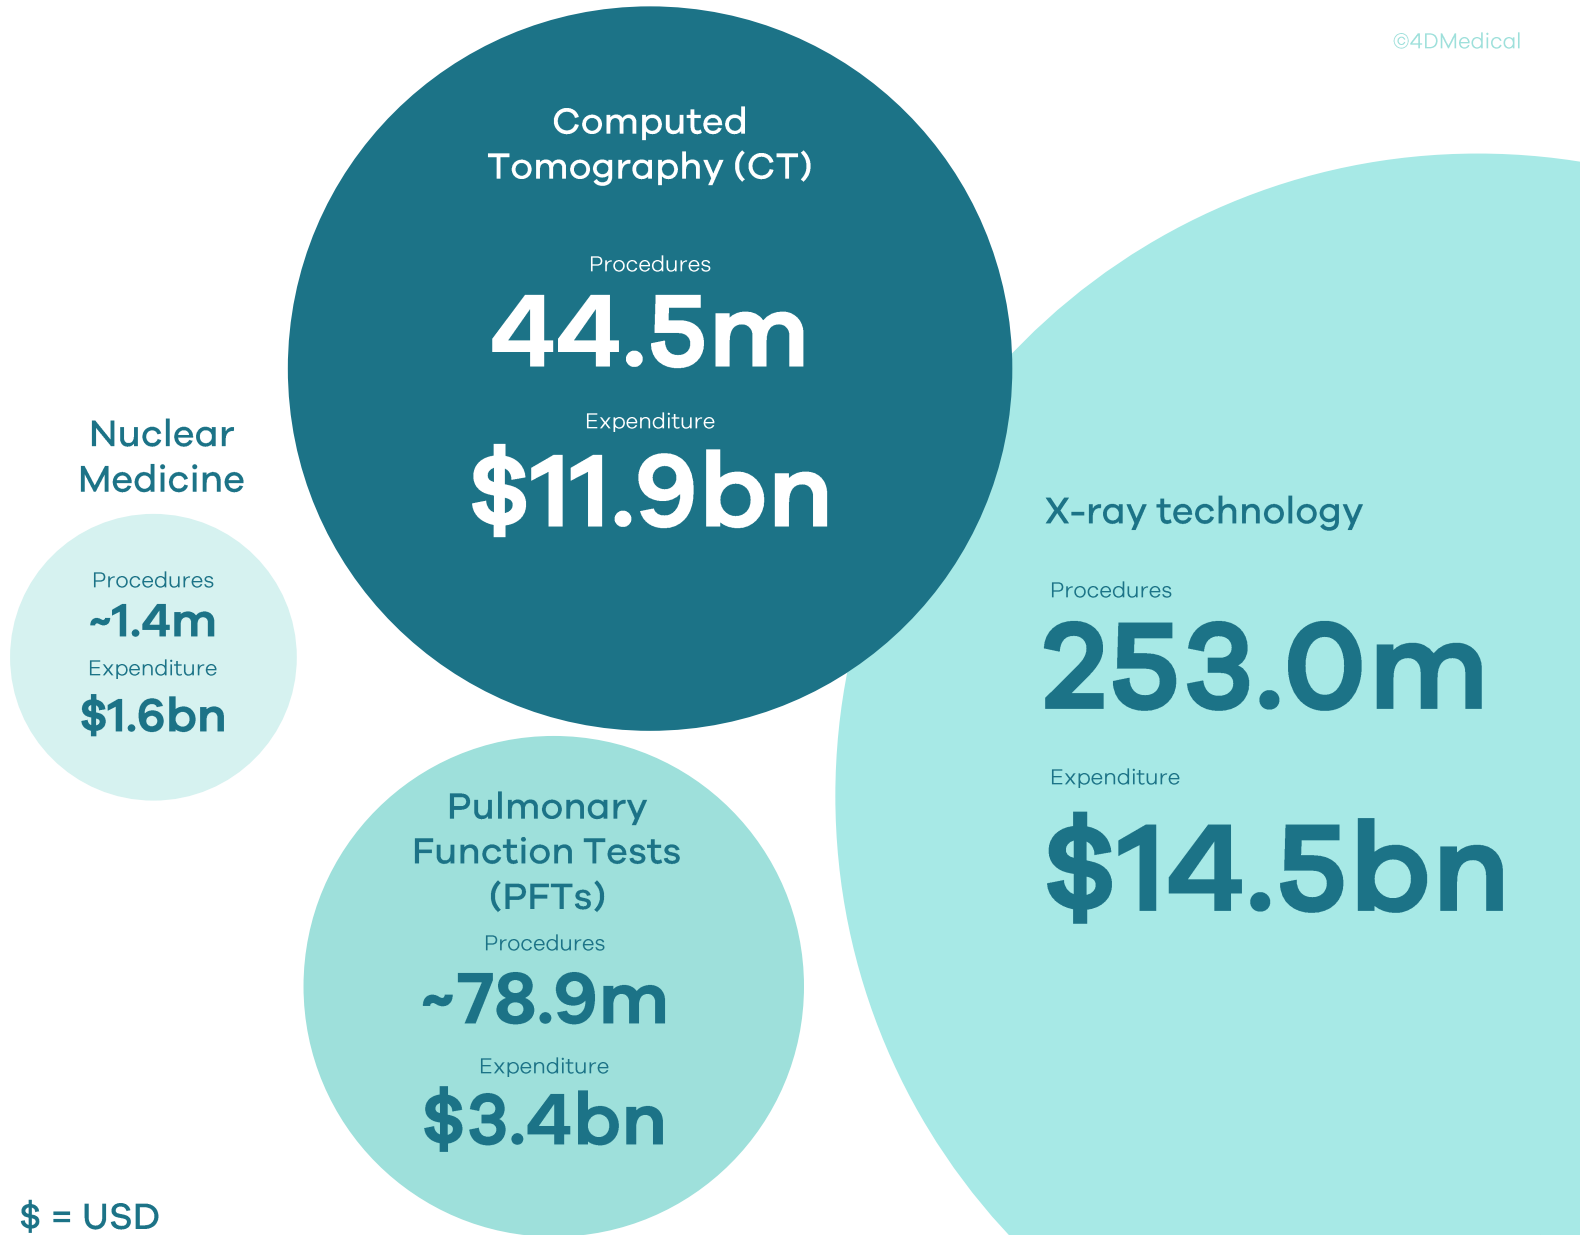 ©4DMedical
Computed
Tomography (CT)
Procedures
44.5m
Expenditure
$11.9bn
Nuclear
Medicine
Procedures
~1.4m
Expenditure
$1.6bn
X-ray technology
Procedures
253.0m
Expenditure
$14.5bn
Pulmonary
Function Tests
(PFTs)
Procedures
~78.9m
Expenditure
$3.4bn
$ = USD